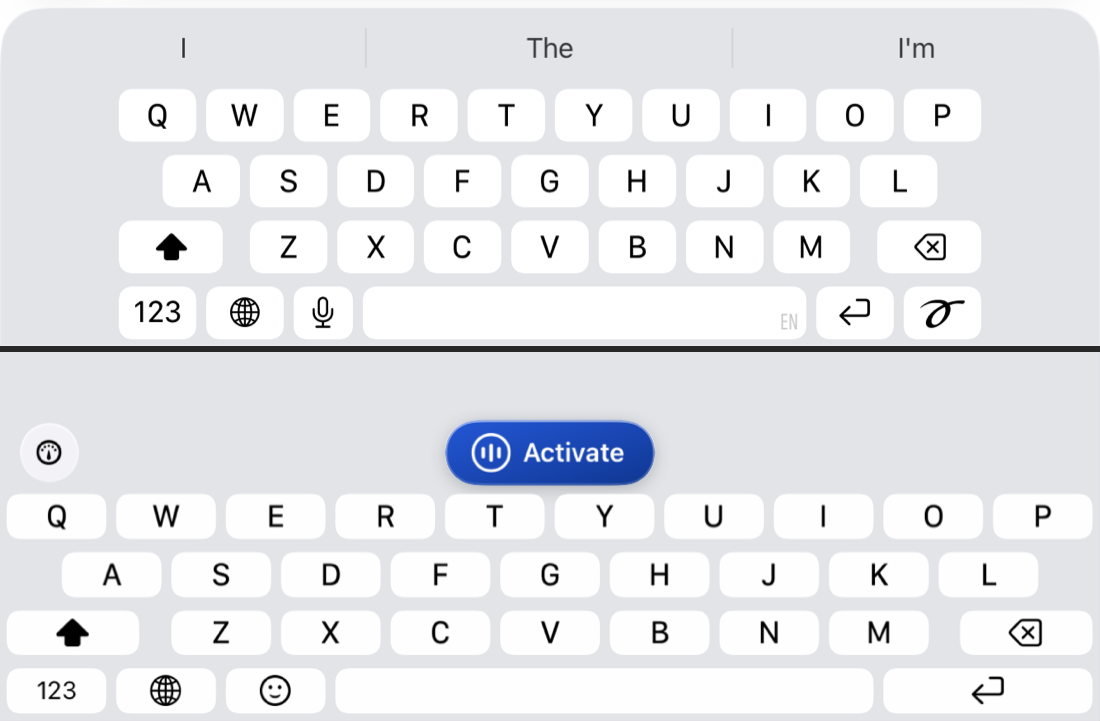 I The I'm
Q W E R T Y U I O P
A S D F G H J K L
Z X C V B N M
123 EN
Activate
Q W E R T Y U I O P
A S D F G H J K L
Z X C V B N M
123